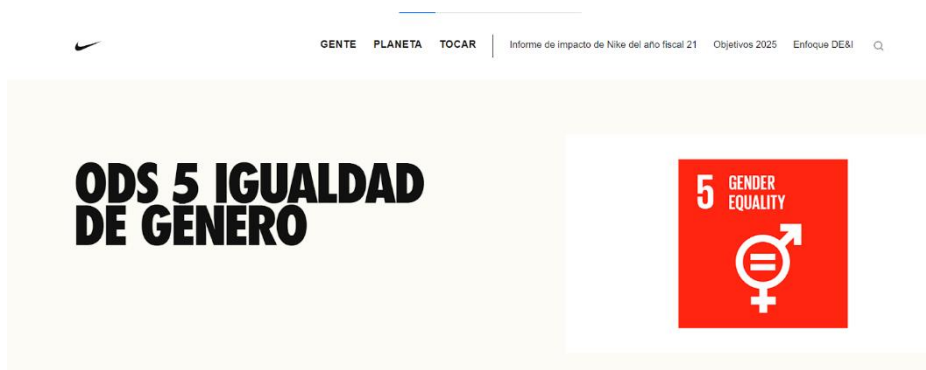 GENTE PLANETA TOCAR Informe de impacto de Nike del año fiscal 21 Objetivos 2025 Enfoque DE&I
ODS 5 IGUALDAD
DE GÉNERO
5 GENDER
EQUALITY